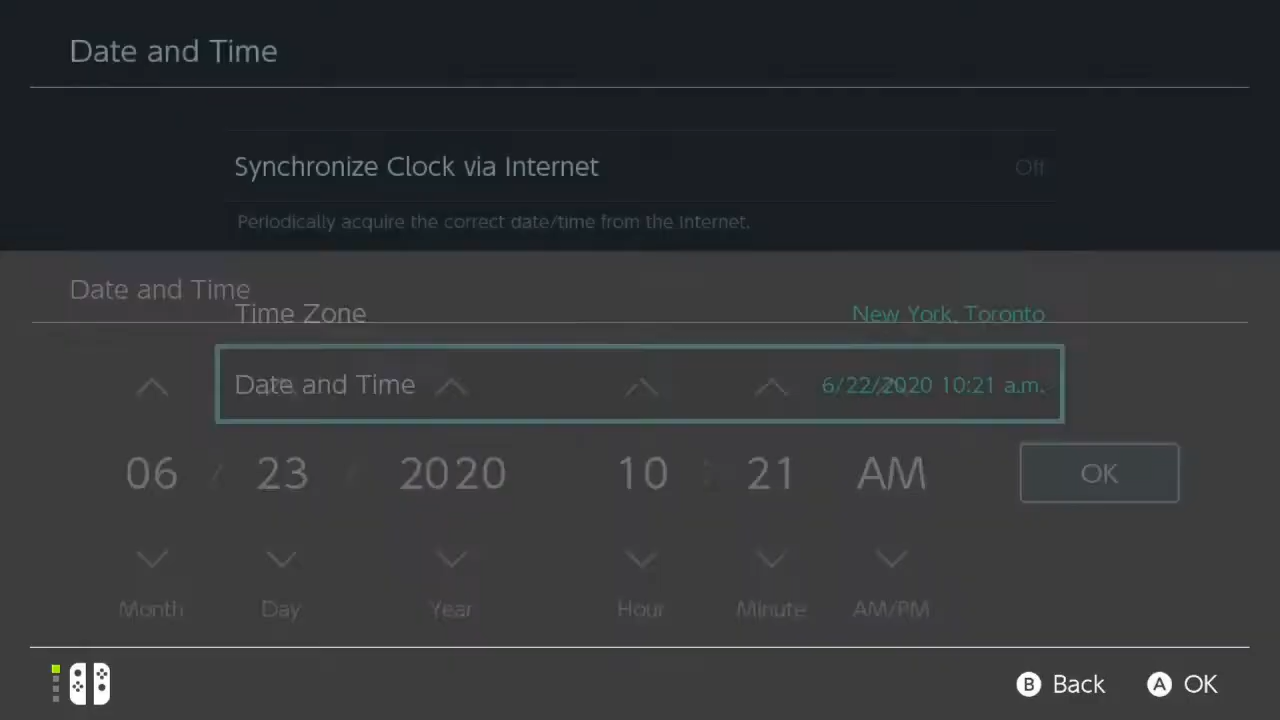 Date and Time
Synchronize Clock via Internet Off
Periodically acquire the correct date/time from the Internet.
Date and Time
Time Zone New York, Toronto
Date and Time 6/22/2020 10:21 a.m.
06 / 23 / 2020 10 : 21 AM OK
Month Day Year Hour Minute AM/PM
B Back A OK